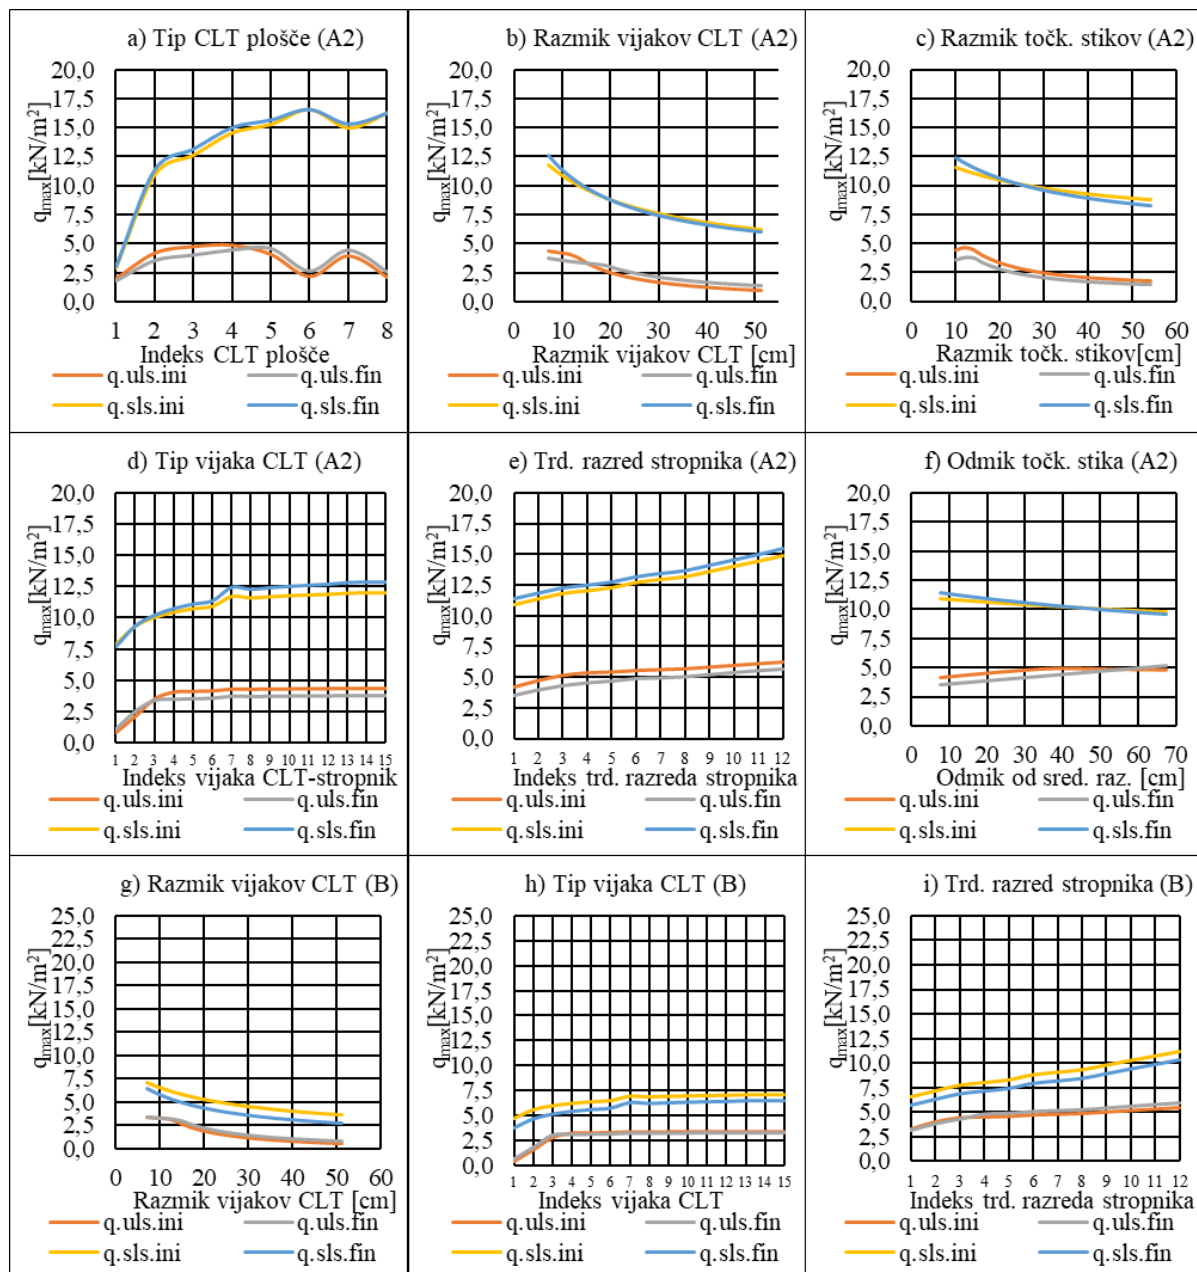 a) Tip CLT plošče (A2)
20,0
17,5
15,0
12,5
10,0
7,5
5,0
2,5
0,0
qmax[kN/m²]
1 2 3 4 5 6 7 8
Indeks CLT plošče
q.uls.ini q.uls.fin
q.sls.ini q.sls.fin
b) Razmik vijakov CLT (A2)
20,0
17,5
15,0
12,5
10,0
7,5
5,0
2,5
0,0
qmax[kN/m²]
0 10 20 30 40 50
Razmik vijakov CLT [cm]
q.uls.ini q.uls.fin
q.sls.ini q.sls.fin
c) Razmik točk. stikov (A2)
20,0
17,5
15,0
12,5
10,0
7,5
5,0
2,5
0,0
qmax[kN/m²]
0 10 20 30 40 50 60
Razmik točk. stikov[cm]
q.uls.ini q.uls.fin
q.sls.ini q.sls.fin
d) Tip vijaka CLT (A2)
20,0
17,5
15,0
12,5
10,0
7,5
5,0
2,5
0,0
qmax[kN/m²]
1 2 3 4 5 6 7 8 9 10 11 12 13 14 15
Indeks vijaka CLT-stropnik
q.uls.ini q.uls.fin
q.sls.ini q.sls.fin
e) Trd. razred stropnika (A2)
20,0
17,5
15,0
12,5
10,0
7,5
5,0
2,5
0,0
qmax[kN/m²]
1 2 3 4 5 6 7 8 9 10 11 12
Indeks trd. razreda stropnika
q.uls.ini q.uls.fin
q.sls.ini q.sls.fin
f) Odmik točk. stika (A2)
20,0
17,5
15,0
12,5
10,0
7,5
5,0
2,5
0,0
qmax[kN/m²]
0 10 20 30 40 50 60 70
Odmik od sred. raz. [cm]
q.uls.ini q.uls.fin
q.sls.ini q.sls.fin
g) Razmik vijakov CLT (B)
25,0
22,5
20,0
17,5
15,0
12,5
10,0
7,5
5,0
2,5
0,0
qmax[kN/m²]
0 10 20 30 40 50 60
Razmik vijakov CLT [cm]
q.uls.ini q.uls.fin
q.sls.ini q.sls.fin
h) Tip vijaka CLT (B)
25,0
22,5
20,0
17,5
15,0
12,5
10,0
7,5
5,0
2,5
0,0
qmax[kN/m²]
1 2 3 4 5 6 7 8 9 10 11 12 13 14 15
Indeks vijaka CLT
q.uls.ini q.uls.fin
q.sls.ini q.sls.fin
i) Trd. razred stropnika (B)
25,0
22,5
20,0
17,5
15,0
12,5
10,0
7,5
5,0
2,5
0,0
qmax[kN/m²]
1 2 3 4 5 6 7 8 9 10 11 12
Indeks trd. razreda stropnika
q.uls.ini q.uls.fin
q.sls.ini q.sls.fin